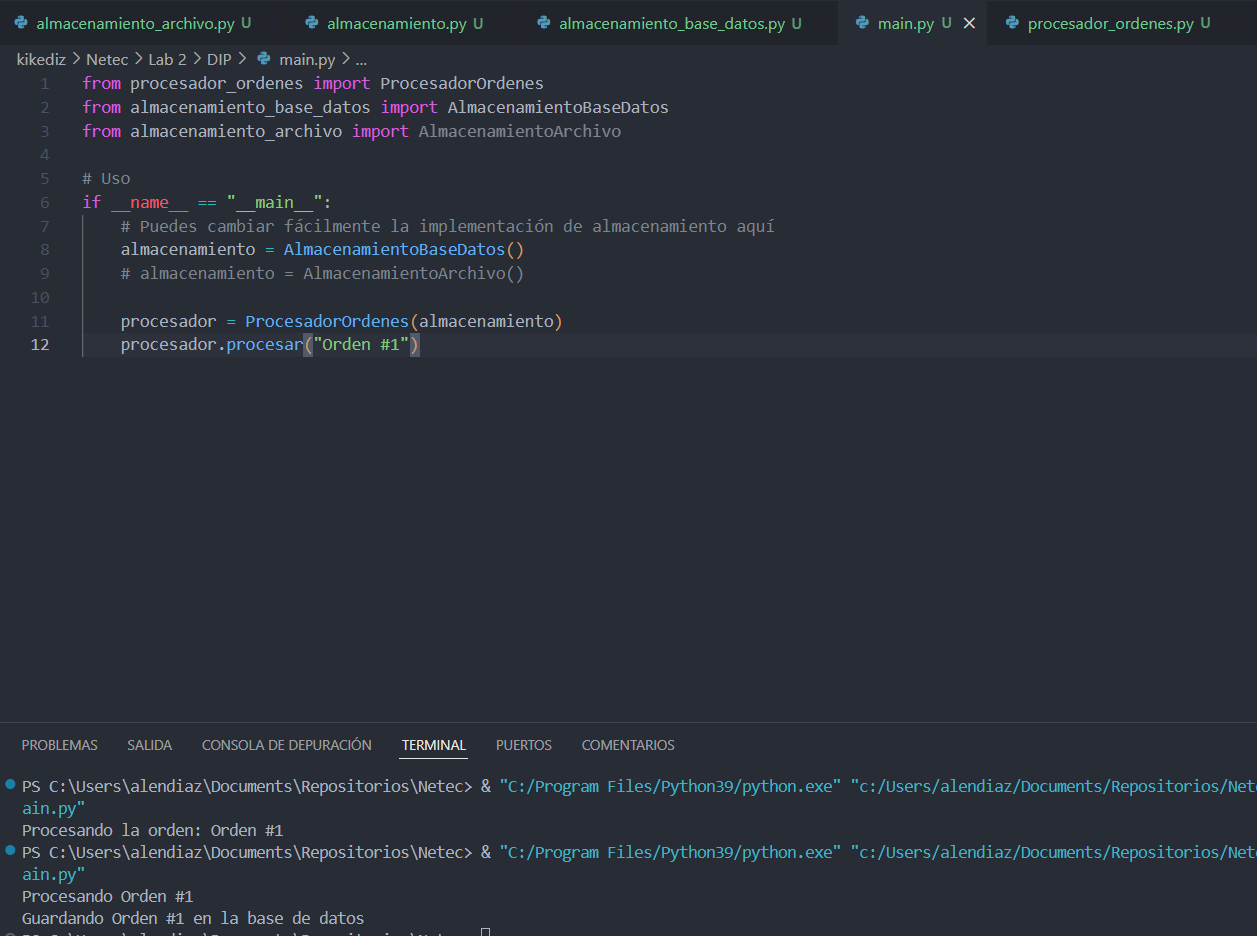 almacenamiento_archivo.py U almacenamiento.py U almacenamiento_base_datos.py U main.py U procesador_ordenes.py U
kikediz > Netec > Lab 2 > DIP > main.py > ...
1 from procesador_ordenes import ProcesadorOrdenes
2 from almacenamiento_base_datos import AlmacenamientoBaseDatos
3 from almacenamiento_archivo import AlmacenamientoArchivo
4
5 # Uso
6 if __name__ == "__main__":
7 # Puedes cambiar fácilmente la implementación de almacenamiento aquí
8 almacenamiento = AlmacenamientoBaseDatos()
9 # almacenamiento = AlmacenamientoArchivo()
10
11 procesador = ProcesadorOrdenes(almacenamiento)
12 procesador.procesar("Orden #1")
PROBLEMAS SALIDA CONSOLA DE DEPURACIÓN TERMINAL PUERTOS COMENTARIOS
PS C:\Users\alendiaz\Documents\Repositorios\Netec> & "C:/Program Files/Python39/python.exe" "c:/Users/alendiaz/Documents/Repositorios/Net
ain.py"
Procesando la orden: Orden #1
PS C:\Users\alendiaz\Documents\Repositorios\Netec> & "C:/Program Files/Python39/python.exe" "c:/Users/alendiaz/Documents/Repositorios/Net
ain.py"
Procesando Orden #1
Guardando Orden #1 en la base de datos